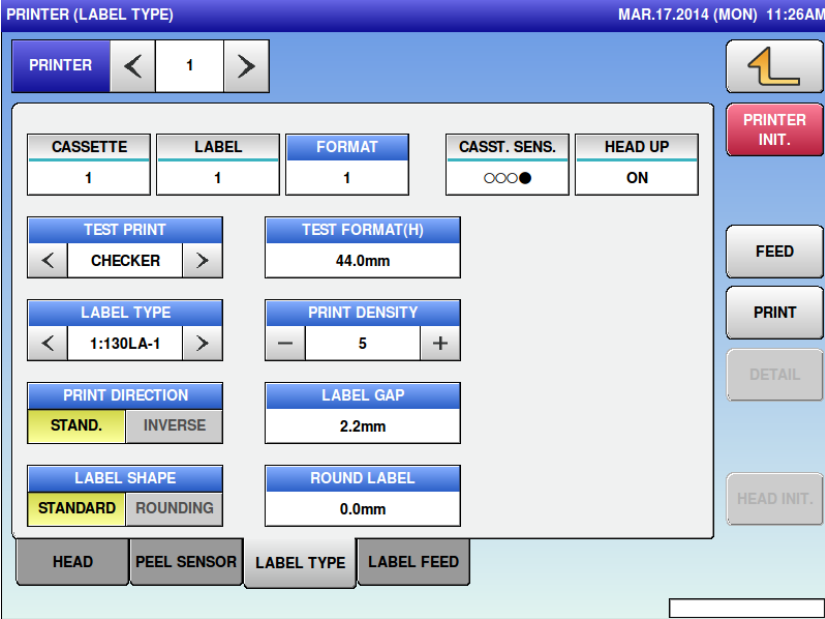 PRINTER (LABEL TYPE) MAR.17.2014 (MON) 11:26AM
PRINTER < 1 >
PRINTER INIT.
CASSETTE LABEL FORMAT CASST. SENS. HEAD UP
1 1 1 ○○○● ON
TEST PRINT TEST FORMAT(H)
< CHECKER > 44.0mm
FEED
LABEL TYPE PRINT DENSITY
< 1:130LA-1 > − 5 +
PRINT
DETAIL
PRINT DIRECTION LABEL GAP
STAND. INVERSE 2.2mm
LABEL SHAPE ROUND LABEL
STANDARD ROUNDING 0.0mm
HEAD INIT.
HEAD PEEL SENSOR LABEL TYPE LABEL FEED